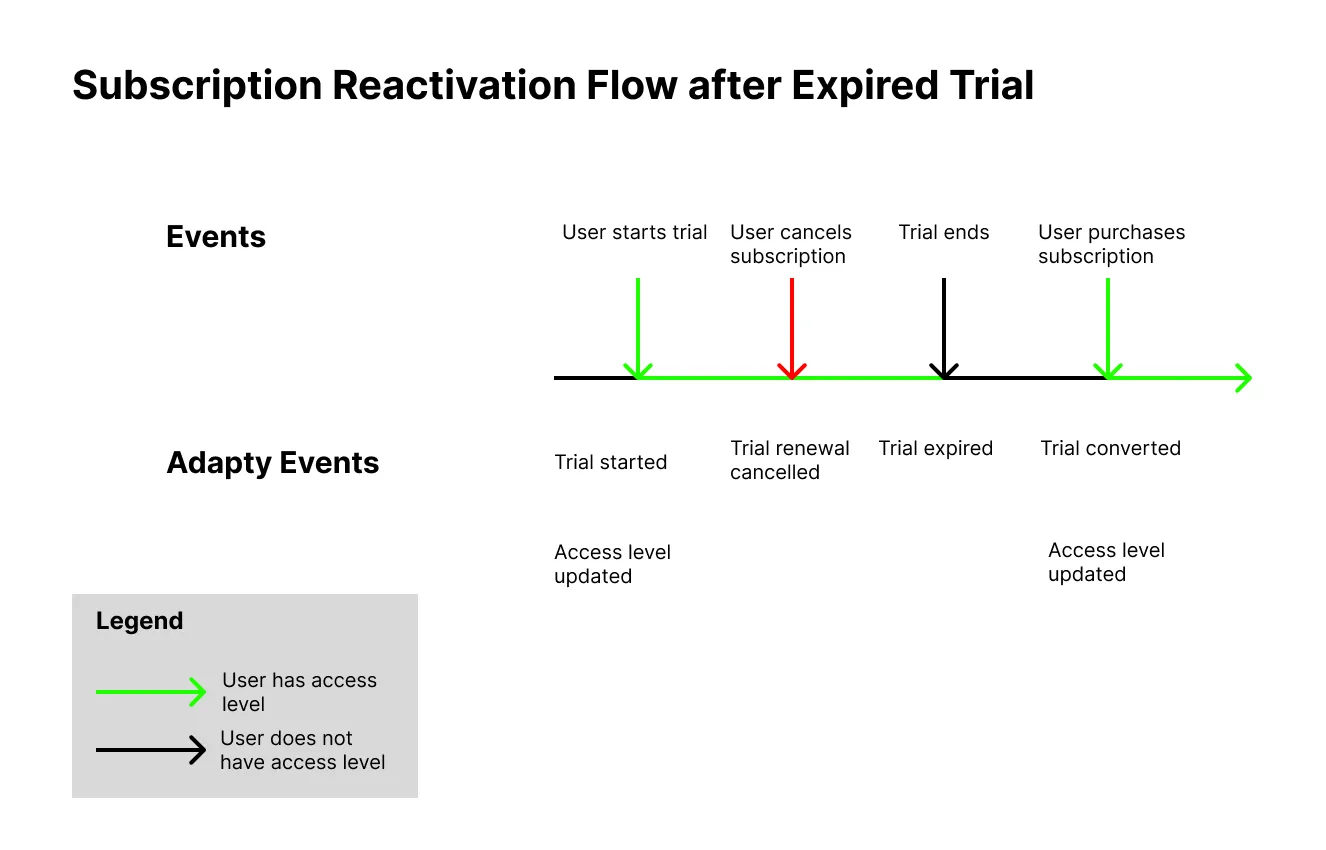 Subscription Reactivation Flow after Expired Trial
Events
User starts trial
User cancels
subscription
Trial ends
User purchases
subscription
Adapty Events
Trial started
Trial renewal
cancelled
Trial expired
Trial converted
Access level
updated
Access level
updated
Legend
User has access
level
User does not
have access level